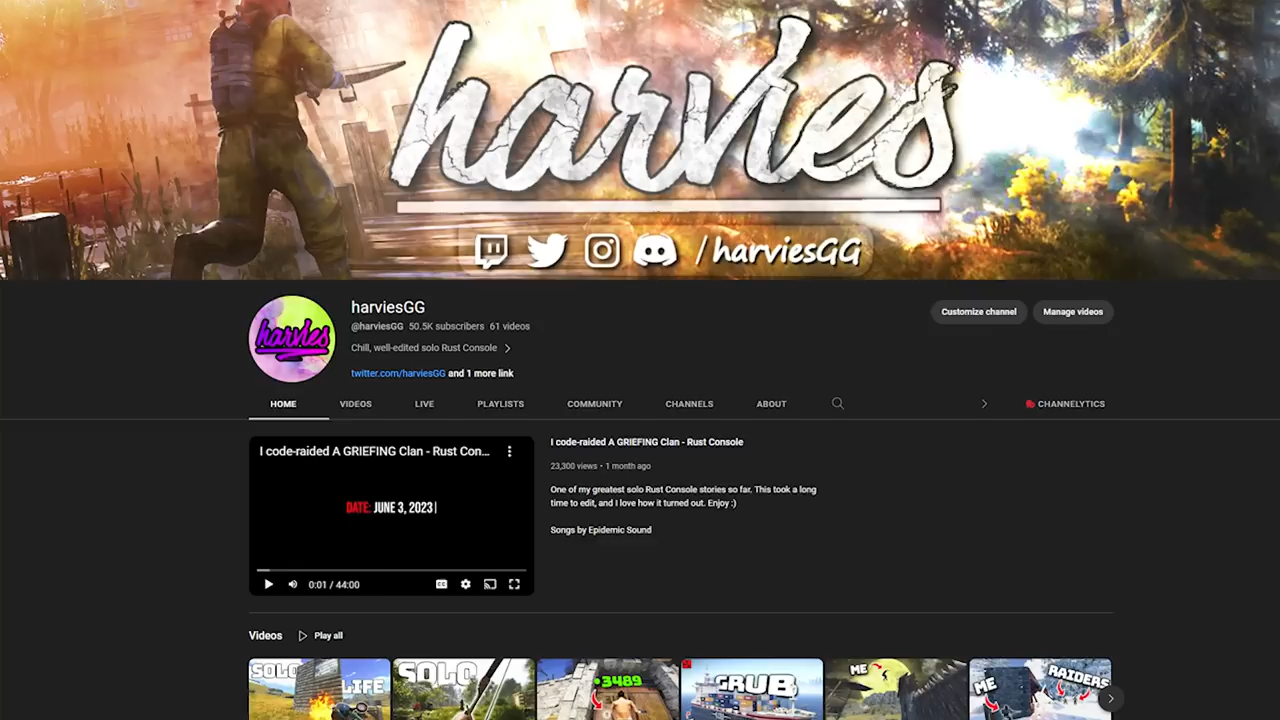 harvies
/harviesGG
harvies
harviesGG
@harviesGG 50.5K subscribers 61 videos
Chill, well-edited solo Rust Console
twitter.com/harviesGG and 1 more link
Customize channel
Manage videos
HOME
VIDEOS
LIVE
PLAYLISTS
COMMUNITY
CHANNELS
ABOUT
CHANNELYTICS
I code-raided A GRIEFING Clan - Rust Con...
DATE: JUNE 3, 2023
0:01 / 44:00
CC
I code-raided A GRIEFING Clan - Rust Console
23,300 views • 1 month ago
One of my greatest solo Rust Console stories so far. This took a long
time to edit, and I love how it turned out. Enjoy :)
Songs by Epidemic Sound
Videos
Play all
SOLO
LIFE
SOLO
3489
GRUB
ME
ME
RAIDERS